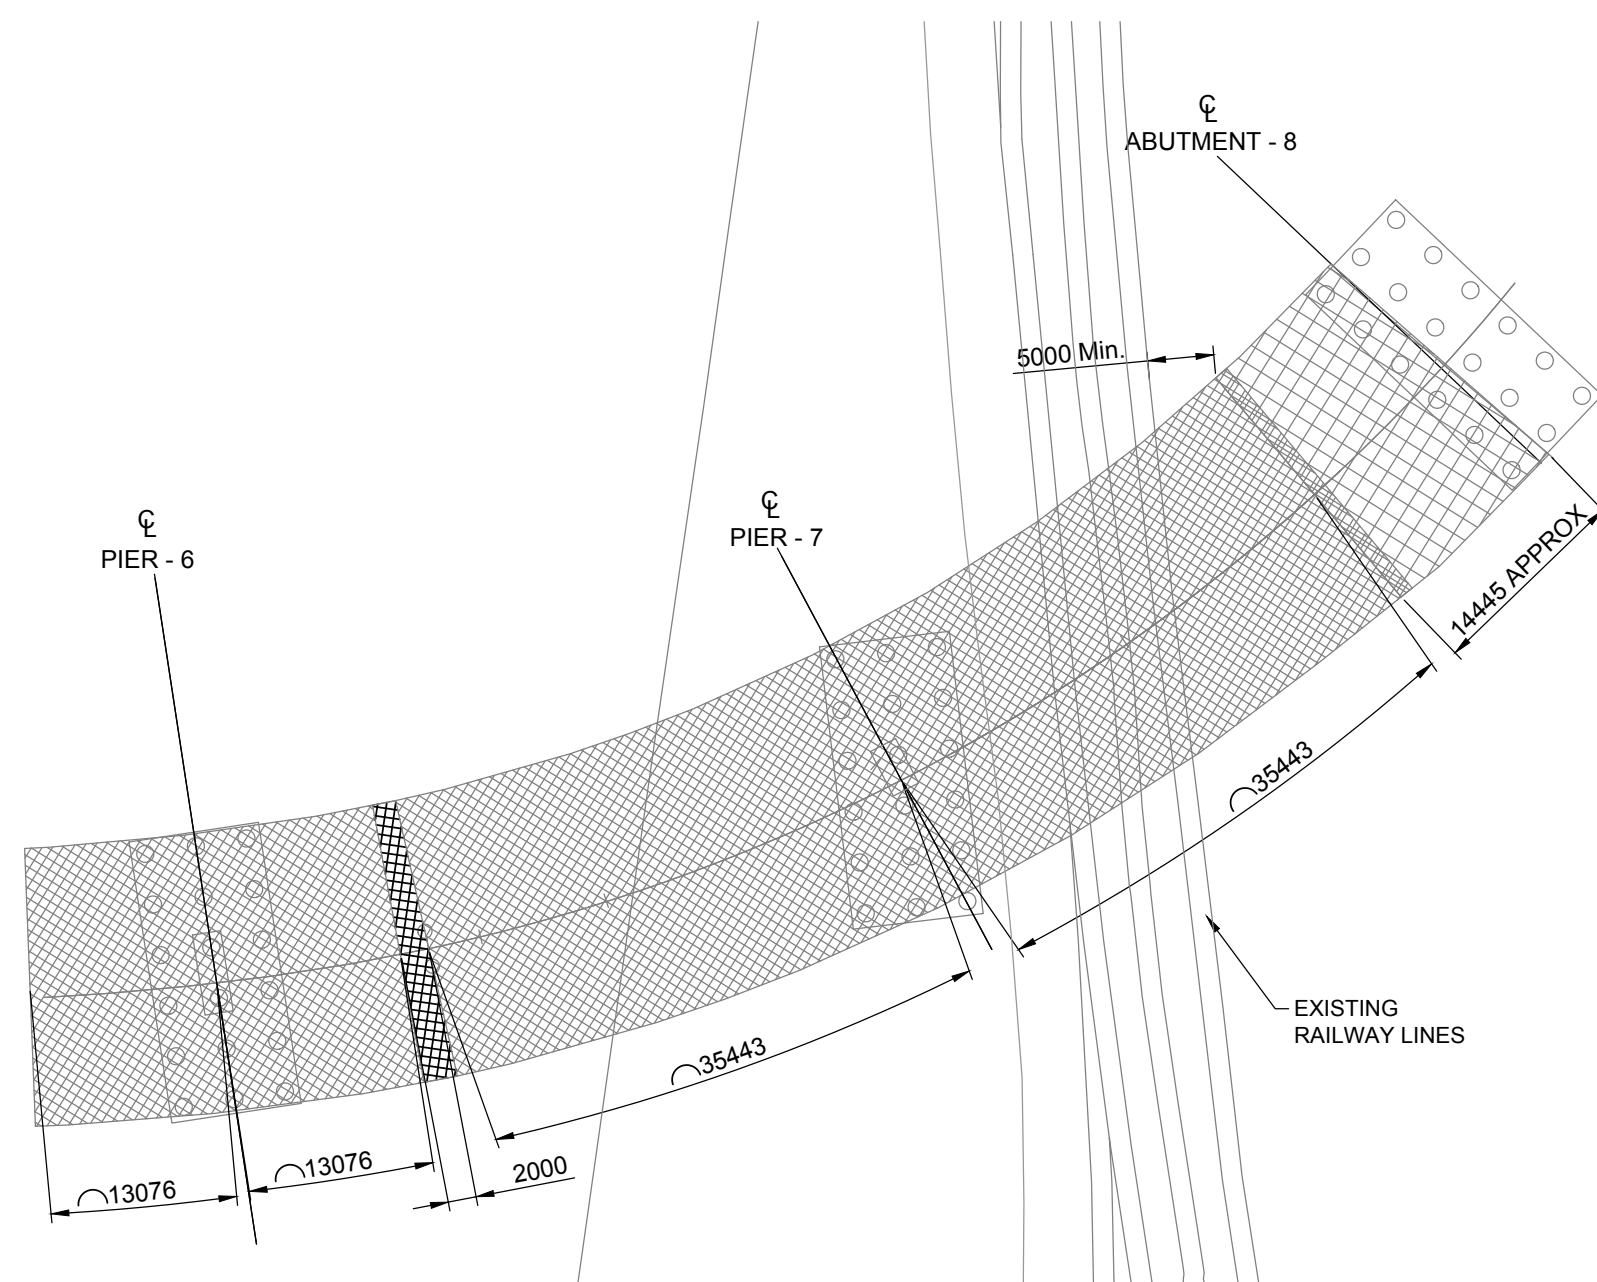 ℄
ABUTMENT - 8
5000 Min.
℄
PIER - 7
℄
PIER - 6
14445 APPROX
⌒35443
EXISTING
RAILWAY LINES
⌒35443
⌒13076
2000
⌒13076